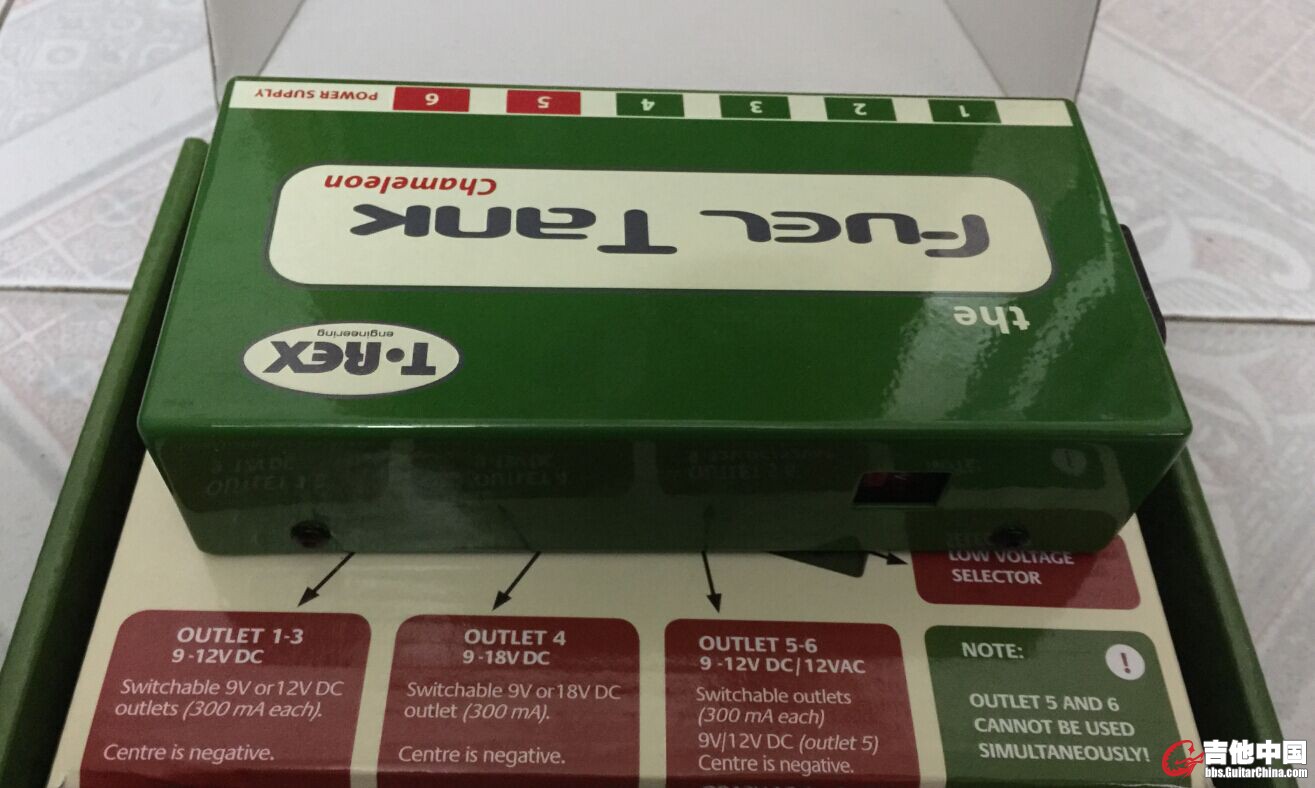 POWER SUPPLY
6
5
4
3
2
1
the
Fuel Tank
Chameleon
T•REX
engineering
LOW VOLTAGE
SELECTOR
OUTLET 1-3
9 -12V DC
Switchable 9V or 12V DC
outlets (300 mA each).
Centre is negative.
OUTLET 4
9 -18V DC
Switchable 9V or 18V DC
outlet (300 mA).
Centre is negative.
OUTLET 5-6
9 -12V DC/12VAC
Switchable outlets
(300 mA each)
9V/12V DC (outlet 5)
Centre is negative.
NOTE:
!
OUTLET 5 AND 6
CANNOT BE USED
SIMULTANEOUSLY!
吉他中国
bbs.GuitarChina.com